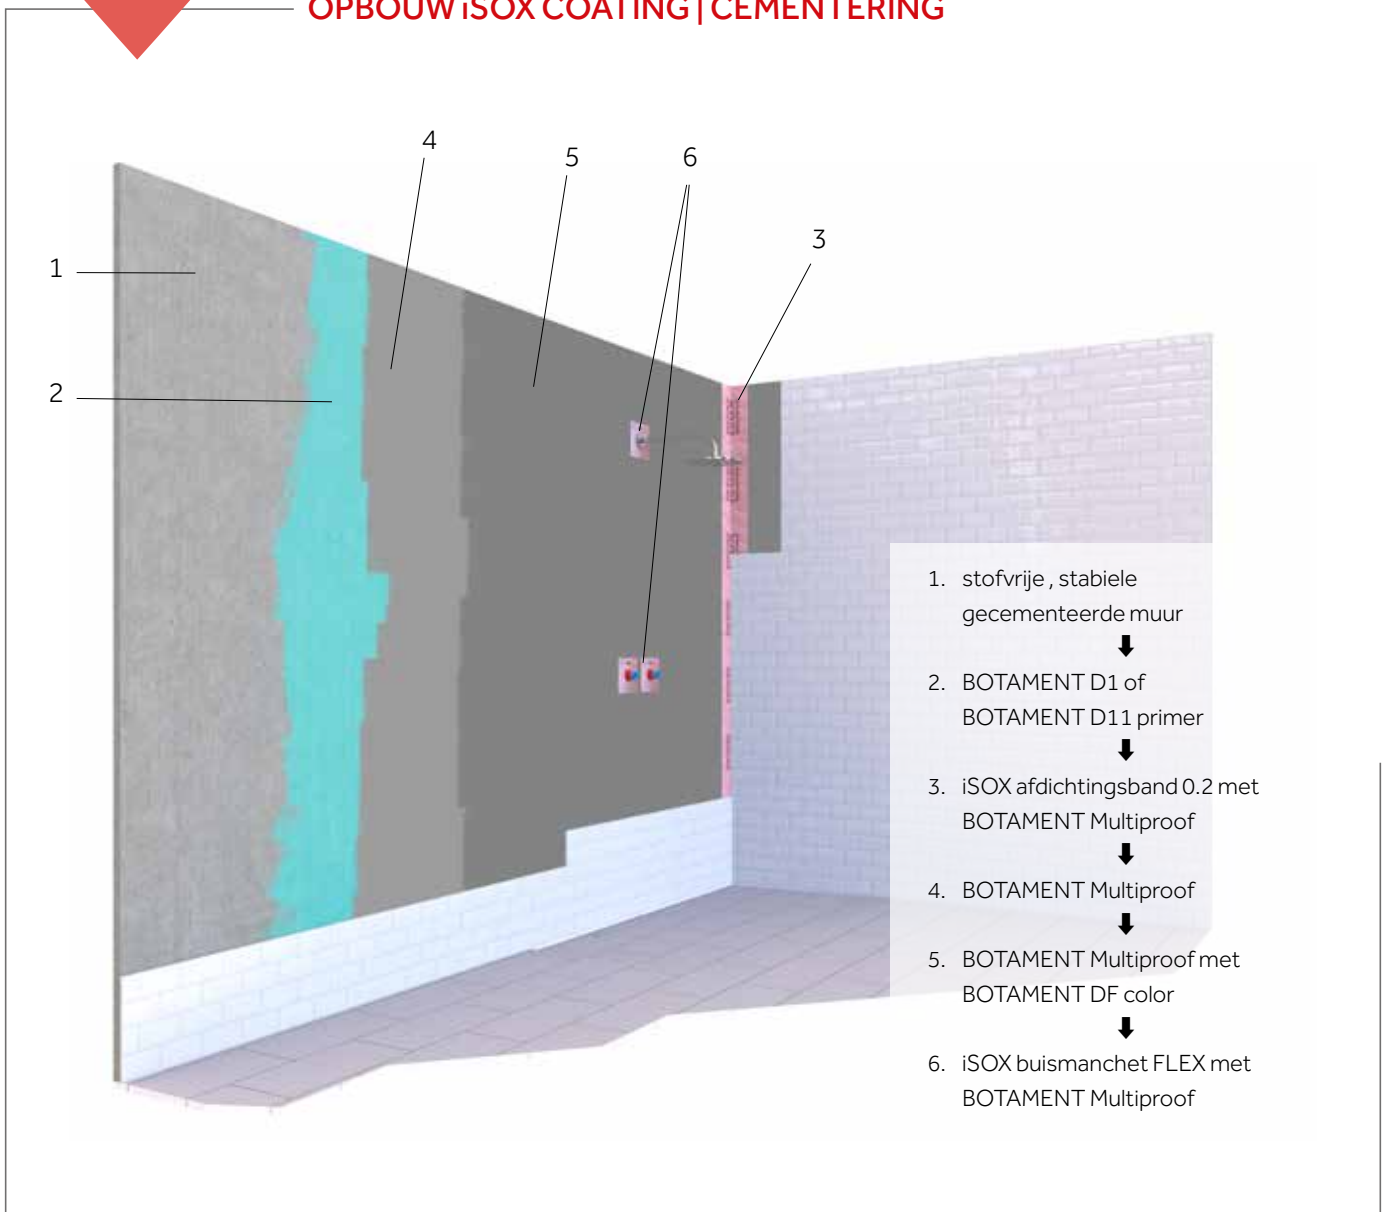 OPBOUW iSOX COATING | CEMENTERING
4
5
6
3
1
2
1. stofvrije , stabiele
gecementeerde muur
2. BOTAMENT D1 of
BOTAMENT D11 primer
3. iSOX afdichtingsband 0.2 met
BOTAMENT Multiproof
4. BOTAMENT Multiproof
5. BOTAMENT Multiproof met
BOTAMENT DF color
6. iSOX buismanchet FLEX met
BOTAMENT Multiproof